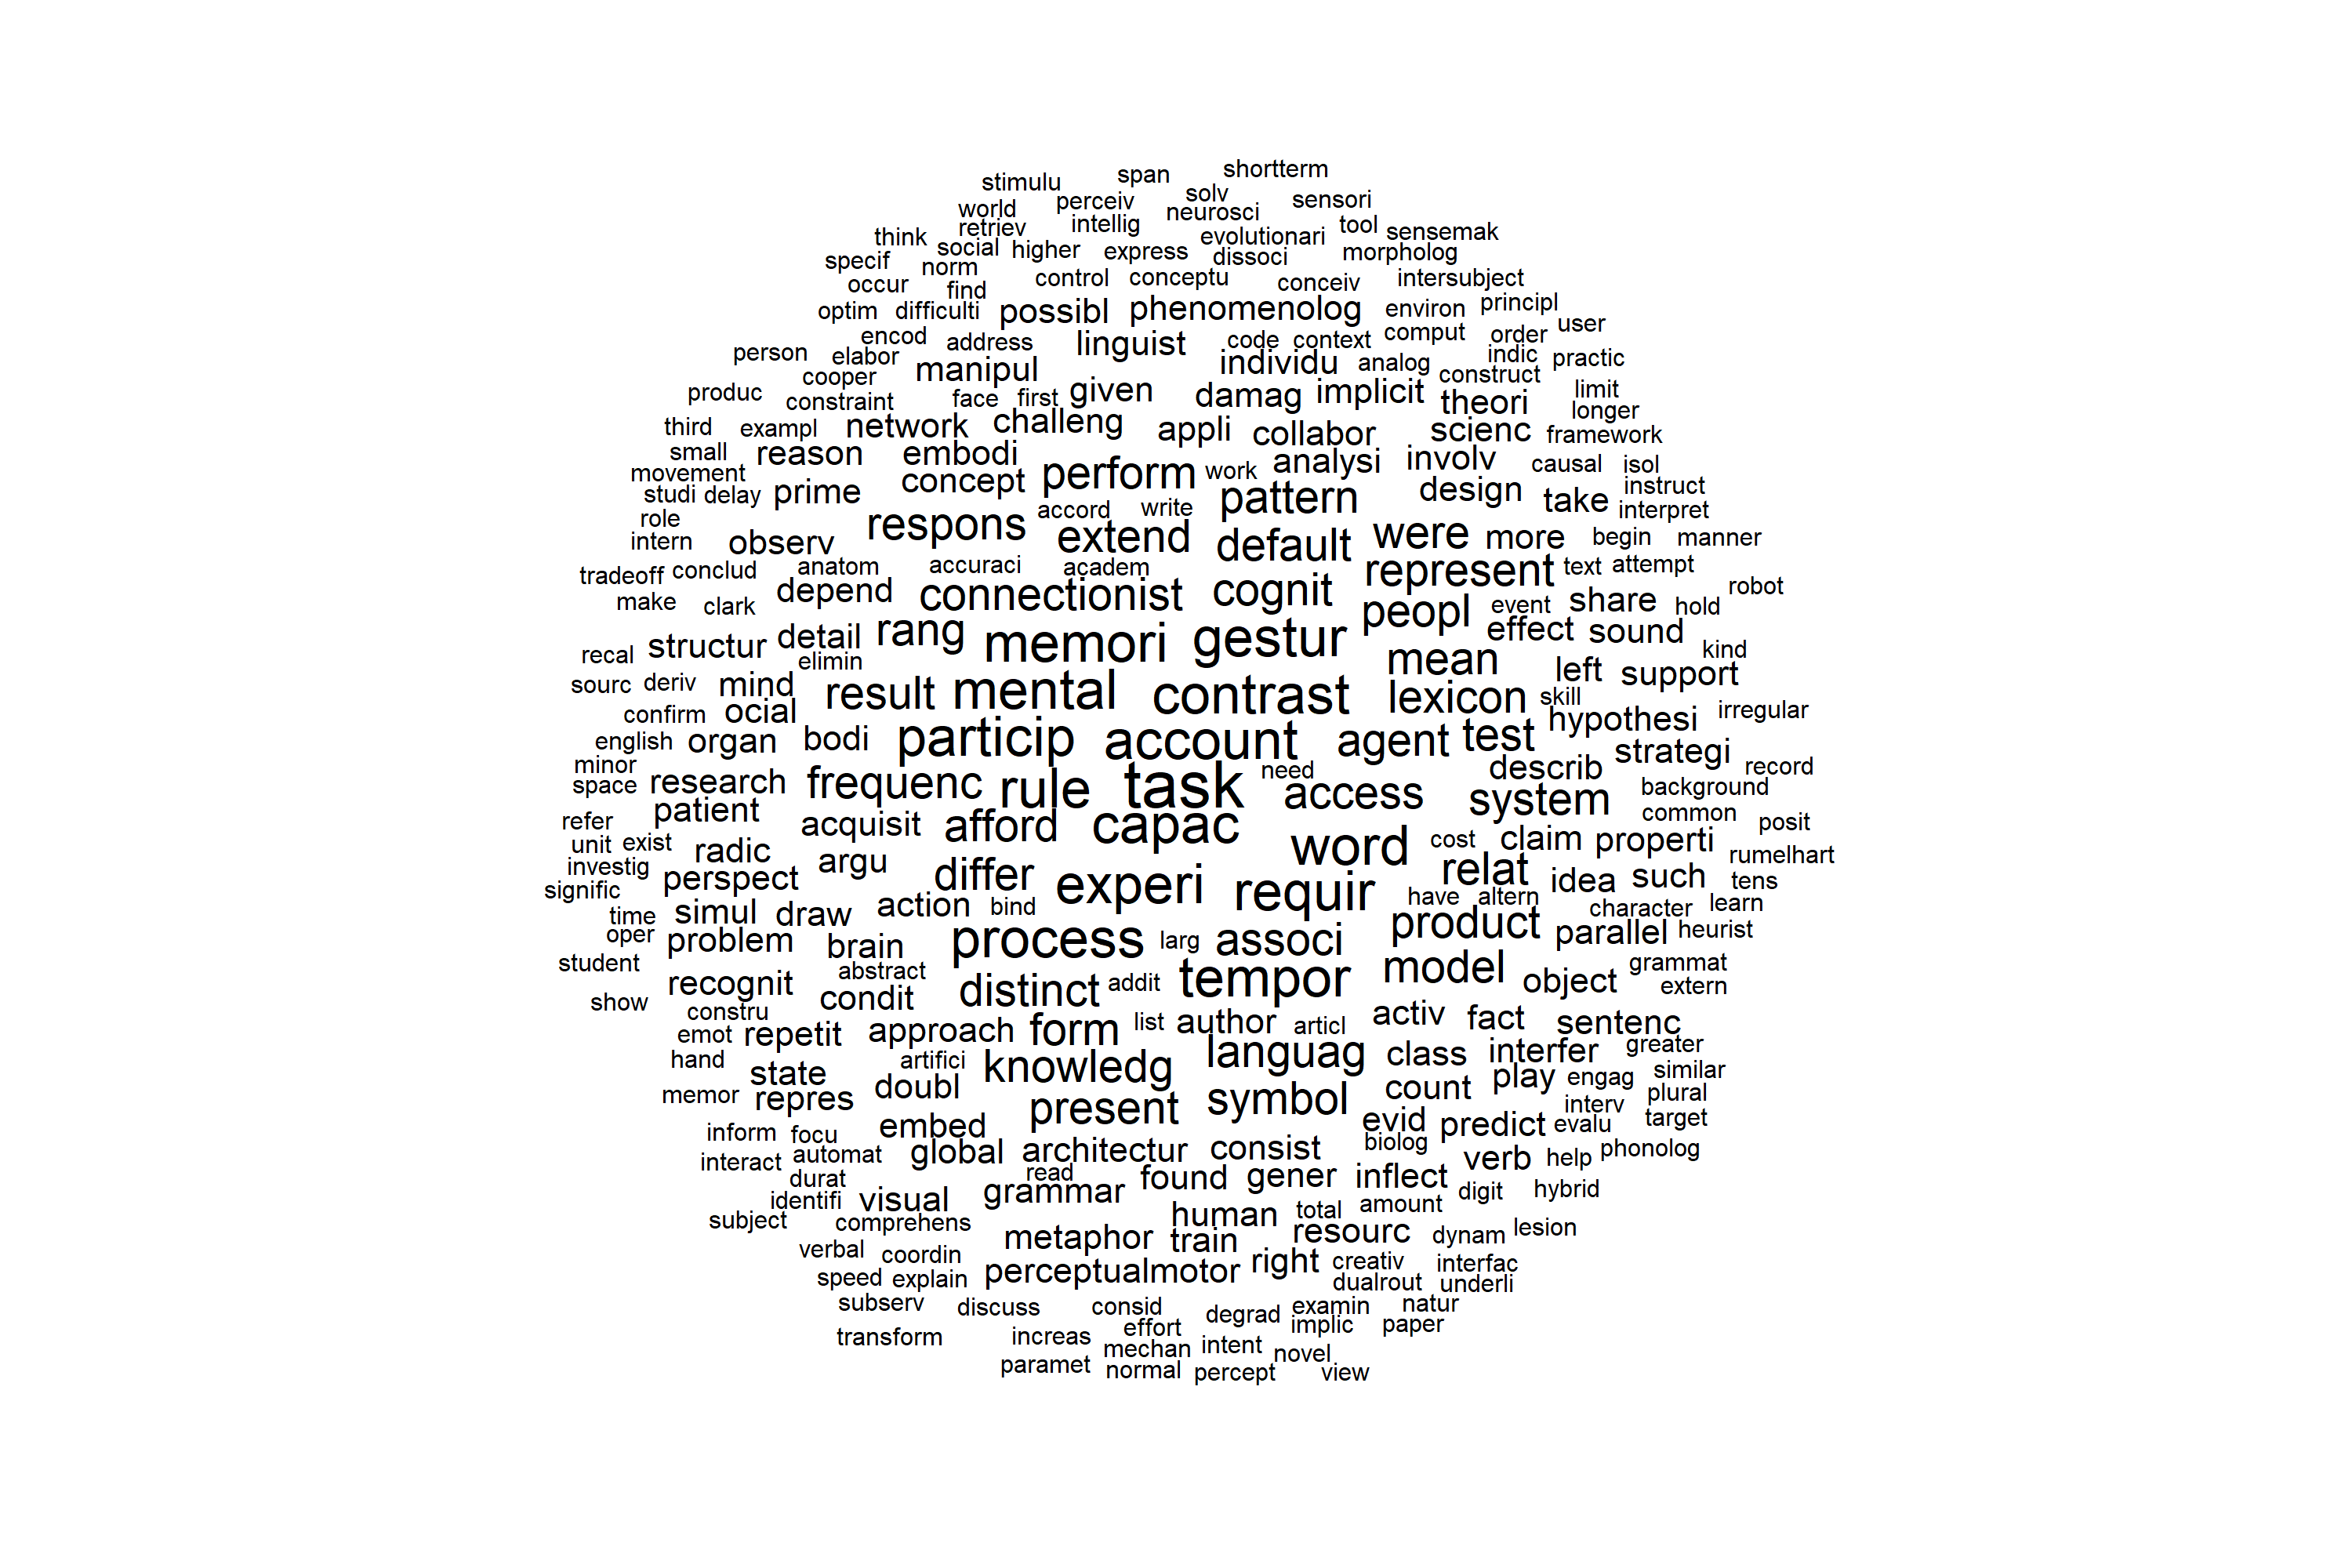 shortterm
stimulu span
perceiv solv sensori
world neurosci
retriev intellig tool
think social higher express evolutionari sensemak
specif norm dissoci morpholog
occur find control conceptu conceiv intersubject
optim difficulti possibl phenomenolog environ principl
encod address linguist code context comput order user
person elabor manipul individu analog indic practic
cooper construct
produc constraint face first given damag implicit theori limit
longer
third exampl network challeng appli collabor scienc framework
small reason embodi
movement concept perform work analysi involv causal isol
studi delay prime pattern design take instruct
role respons accord write interpret
intern observ extend default were more begin manner
tradeoff conclud anatom accuraci academ represent text attempt
make clark depend connectionist cognit peopl event share hold robot
structur detail rang memori gestur effect sound
recal elimin mean left support kind
sourc deriv mind result mental contrast lexicon skill
confirm ocial hypothesi irregular
english organ bodi particip account agent test strategi
minor
space research frequenc rule task need access describ record
patient system background
refer acquisit afford capac common posit
unit exist radic argu word cost claim properti
investig perspect differ experi requir relat idea such rumelhart
signific tens
time simul draw action bind have altern character learn
oper problem brain process larg associ product parallel heurist
student abstract
recognit condit distinct addit tempor model object grammat
show extern
constru
emot repetit approach form list author articl activ fact sentenc
hand artifici knowledg languag class interfer greater
state doubl count play engag similar
memor repres present symbol interv plural
inform focu embed evid predict evalu target
interact automat global architectur consist biolog verb help phonolog
durat read
identifi visual grammar found gener inflect digit hybrid
subject comprehens human total amount
verbal coordin metaphor train resourc dynam lesion
speed explain perceptualmotor right creativ interfac
dualrout underli
subserv discuss consid degrad examin natur
transform increas effort implic paper
mechan intent novel
paramet normal percept view